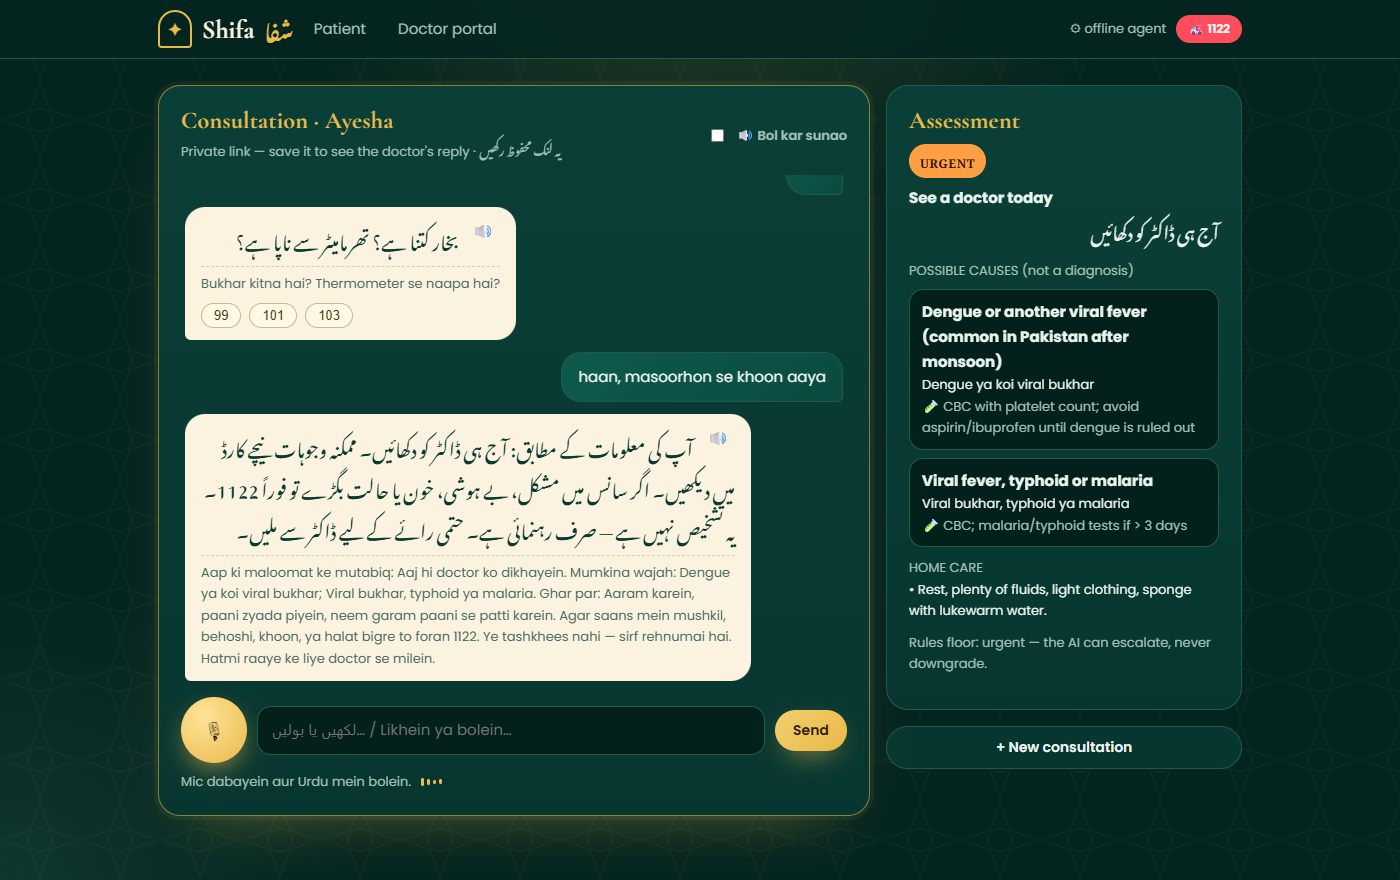 Shifa شفا
Patient
Doctor portal
offline agent
1122
Consultation · Ayesha
Private link — save it to see the doctor's reply · یہ لنک محفوظ رکھیں
Bol kar sunao
بخار کتنا ہے؟ تھرمامیٹر سے ناپا ہے؟
Bukhar kitna hai? Thermometer se naapa hai?
99
101
103
haan, masoorhon se khoon aaya
آپ کی معلومات کے مطابق: آج ہی ڈاکٹر کو دکھائیں۔ ممکنہ وجوہات نیچے کارڈ
میں دیکھیں۔ اگر سانس میں مشکل، بے ہوشی، خون یا حالت بگڑے تو فوراً 1122۔
یہ تشخیص نہیں ہے — صرف رہنمائی ہے۔ حتمی رائے کے لیے ڈاکٹر سے ملیں۔
Aap ki maloomat ke mutabiq: Aaj hi doctor ko dikhayein. Mumkina wajah: Dengue
ya koi viral bukhar; Viral bukhar, typhoid ya malaria. Ghar par: Aaram karein,
paani zyada piyein, neem garam paani se patti karein. Agar saans mein mushkil,
behoshi, khoon, ya halat bigre to foran 1122. Ye tashkhees nahi — sirf rehnumai hai.
Hatmi raaye ke liye doctor se milein.
لکھیں یا بولیں… / Likhein ya bolein…
Send
Mic dabayein aur Urdu mein bolein.
Assessment
URGENT
See a doctor today
آج ہی ڈاکٹر کو دکھائیں
POSSIBLE CAUSES (not a diagnosis)
Dengue or another viral fever
(common in Pakistan after
monsoon)
Dengue ya koi viral bukhar
CBC with platelet count; avoid
aspirin/ibuprofen until dengue is ruled out
Viral fever, typhoid or malaria
Viral bukhar, typhoid ya malaria
CBC; malaria/typhoid tests if > 3 days
HOME CARE
• Rest, plenty of fluids, light clothing, sponge
with lukewarm water.
Rules floor: urgent — the AI can escalate, never
downgrade.
+ New consultation